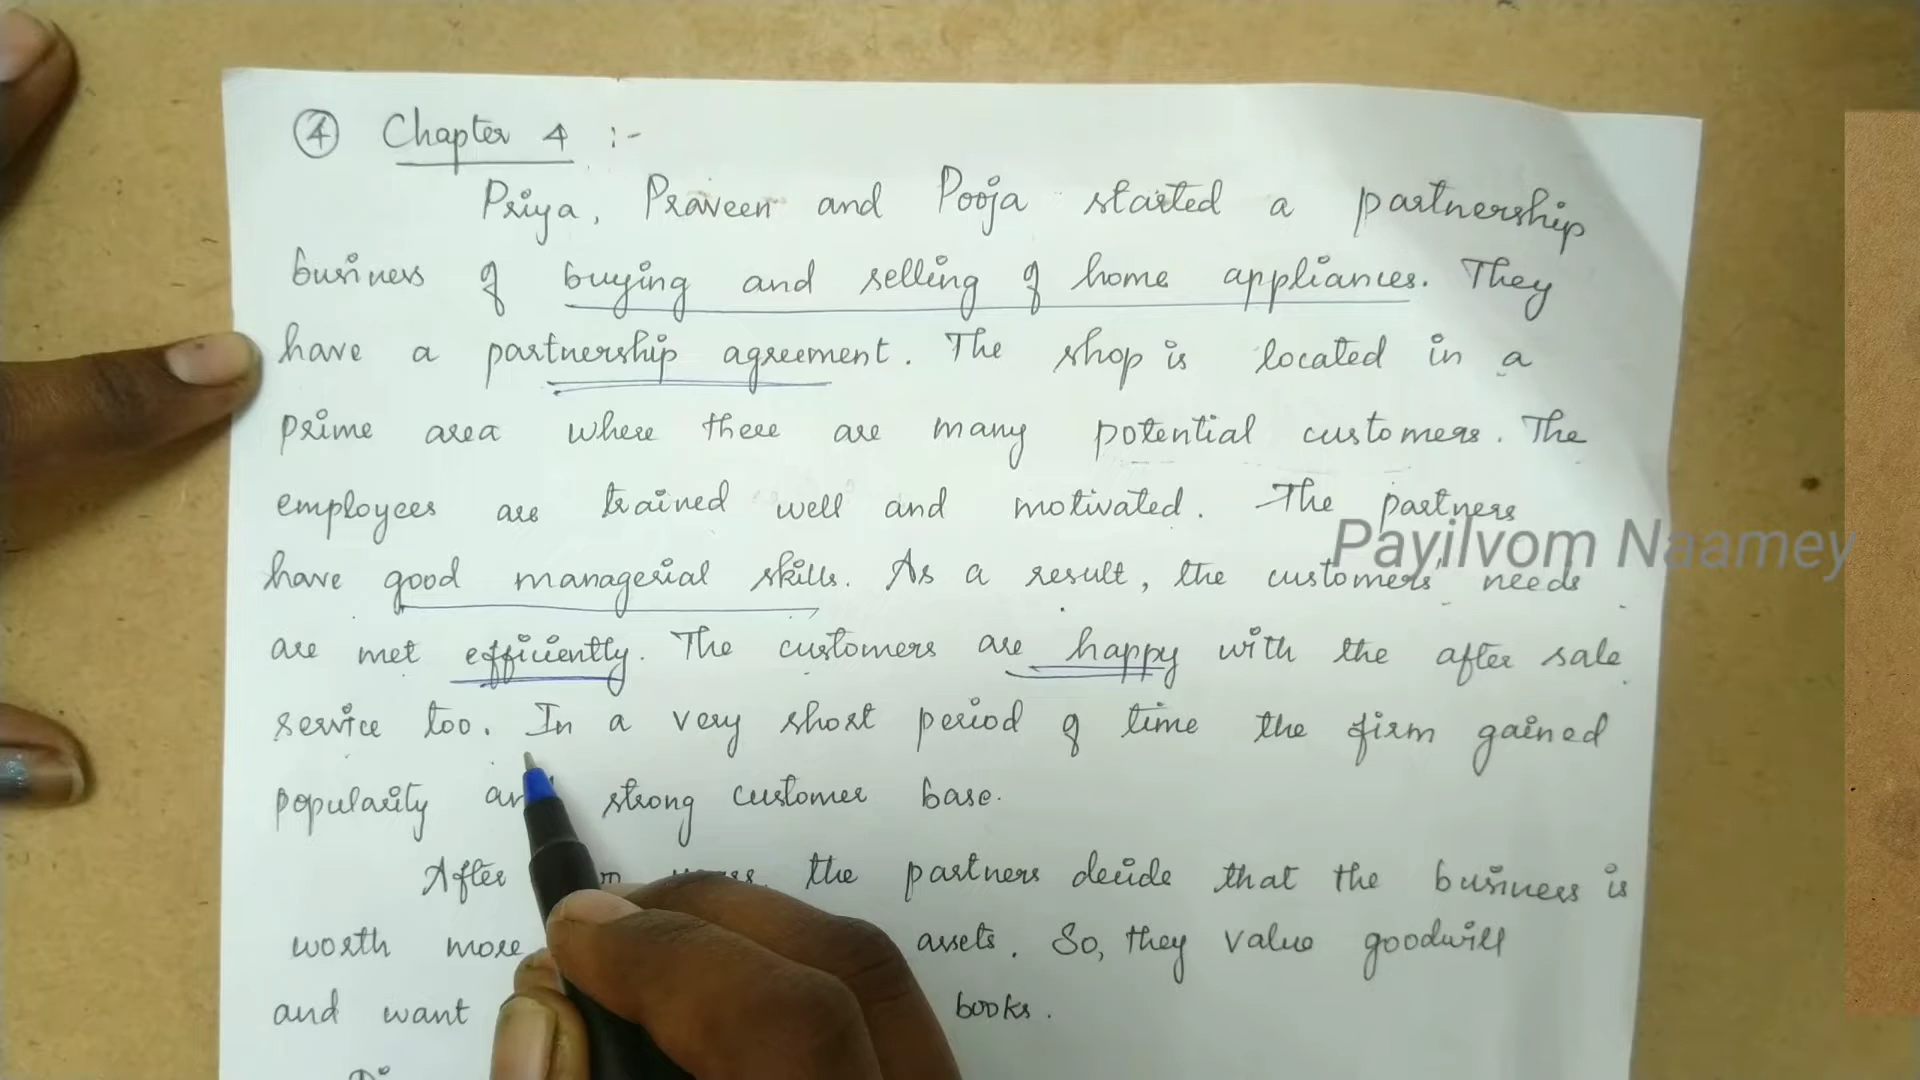 ④ Chapter 4 :-
Priya, Praveen and Pooja started a partnership
business of buying and selling of home appliances. They
have a partnership agreement. The shop is located in a
prime area where there are many potential customers. The
employees are trained well and motivated. The partners
Payilvom Naamey
have good managerial skills. As a result, the customers' needs
are met efficiently. The customers are happy with the after sale
service too. In a very short period of time the firm gained
popularity strong customer base.
After the partners decide that the business is
worth more assets. So, they value goodwill
and want books.